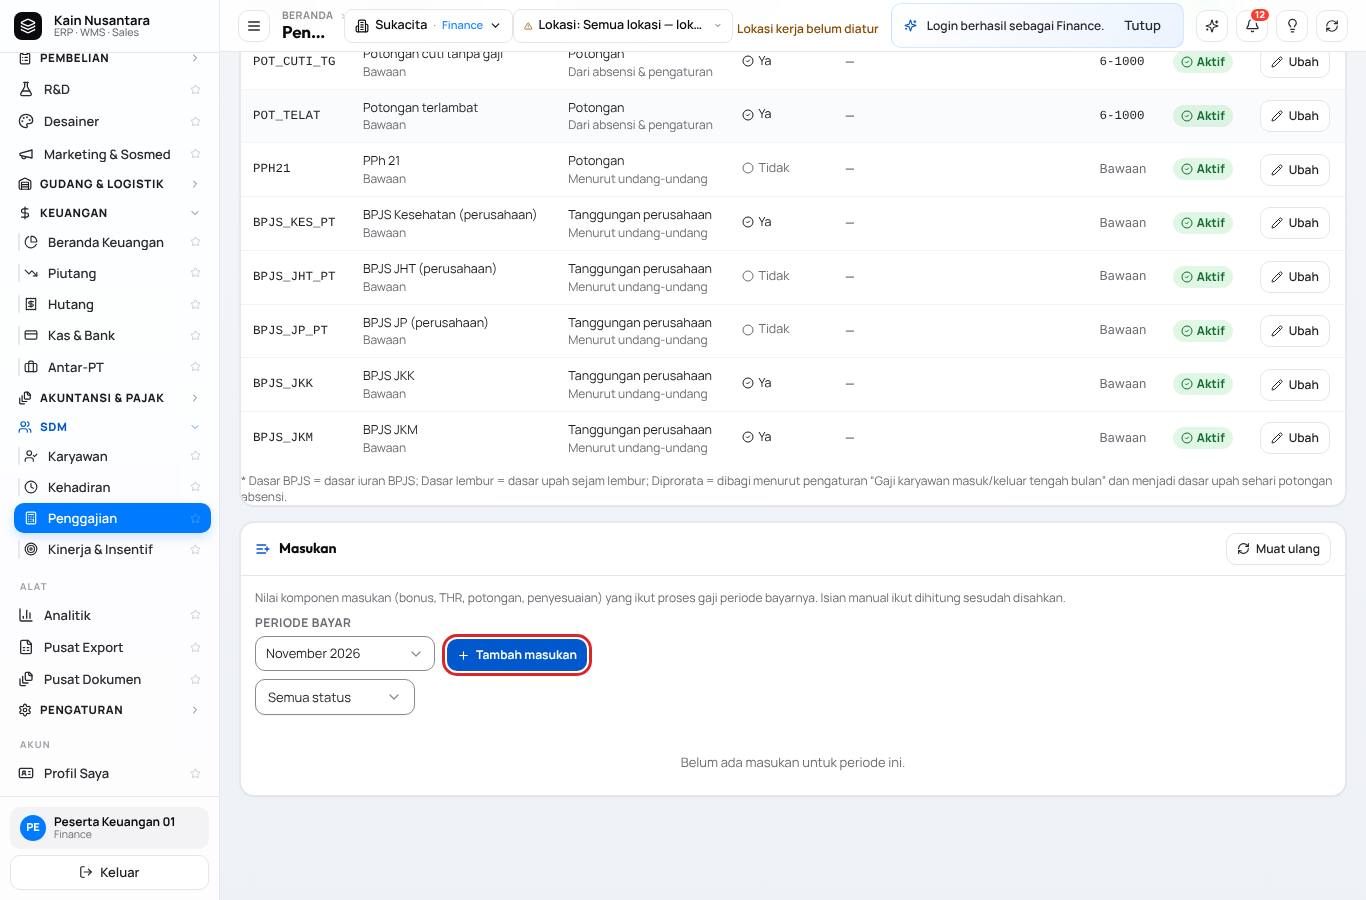 Kain Nusantara
ERP · WMS · Sales
PEMBELIAN
R&D
Desainer
Marketing & Sosmed
GUDANG & LOGISTIK
KEUANGAN
Beranda Keuangan
Piutang
Hutang
Kas & Bank
Antar-PT
AKUNTANSI & PAJAK
SDM
Karyawan
Kehadiran
Penggajian
Kinerja & Insentif
ALAT
Analitik
Pusat Export
Pusat Dokumen
PENGATURAN
AKUN
Profil Saya
PE
Peserta Keuangan 01
Finance
Keluar
BERANDA
Pen...
Sukacita · Finance
Lokasi: Semua lokasi — lok...
Lokasi kerja belum diatur
Login berhasil sebagai Finance. Tutup
12
POT_CUTI_TG Potongan cuti tanpa gaji Ya — 6-1000 Aktif Ubah
Bawaan Dari absensi & pengaturan
POT_TELAT Potongan terlambat Potongan Ya — 6-1000 Aktif Ubah
Bawaan Dari absensi & pengaturan
PPH21 PPh 21 Potongan Tidak — Bawaan Aktif Ubah
Bawaan Menurut undang-undang
BPJS_KES_PT BPJS Kesehatan (perusahaan) Tanggungan perusahaan Ya — Bawaan Aktif Ubah
Bawaan Menurut undang-undang
BPJS_JHT_PT BPJS JHT (perusahaan) Tanggungan perusahaan Tidak — Bawaan Aktif Ubah
Bawaan Menurut undang-undang
BPJS_JP_PT BPJS JP (perusahaan) Tanggungan perusahaan Tidak — Bawaan Aktif Ubah
Bawaan Menurut undang-undang
BPJS_JKK BPJS JKK Tanggungan perusahaan Ya — Bawaan Aktif Ubah
Bawaan Menurut undang-undang
BPJS_JKM BPJS JKM Tanggungan perusahaan Ya — Bawaan Aktif Ubah
Bawaan Menurut undang-undang
* Dasar BPJS = dasar iuran BPJS; Dasar lembur = dasar upah sejam lembur; Diprorata = dibagi menurut pengaturan “Gaji karyawan masuk/keluar tengah bulan” dan menjadi dasar upah sehari potongan
absensi.
Masukan
Muat ulang
Nilai komponen masukan (bonus, THR, potongan, penyesuaian) yang ikut proses gaji periode bayarnya. Isian manual ikut dihitung sesudah disahkan.
PERIODE BAYAR
November 2026
Tambah masukan
Semua status
Belum ada masukan untuk periode ini.